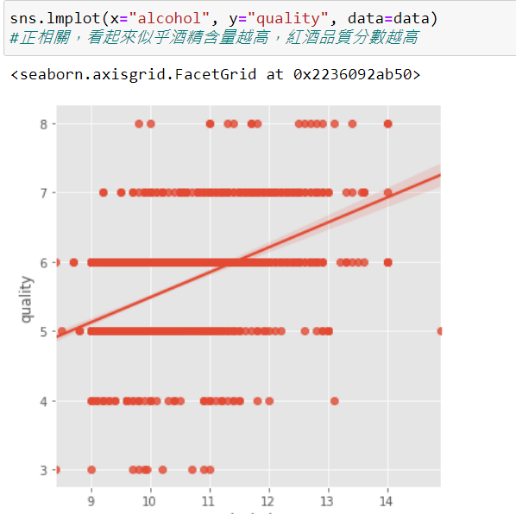 sns.lmplot(x="alcohol", y="quality", data=data)
#正相關，看起來似乎酒精含量越高，紅酒品質分數越高
<seaborn.axisgrid.FacetGrid at 0x2236092ab50>
8
7
6
5
4
3
quality
9 10 11 12 13 14